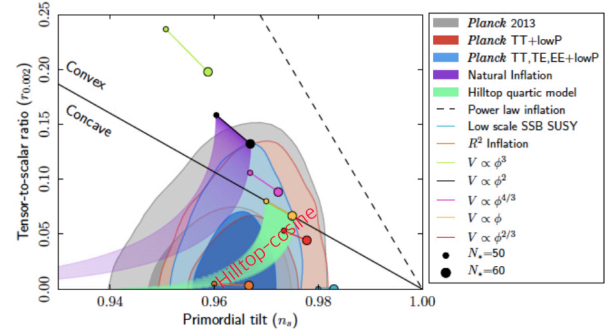 0.25
0.20
0.15
0.10
0.05
0.00
Tensor-to-scalar ratio (r₀.₀₀₂)
Convex
Concave
Hilltop-cosine
0.94
0.96
0.98
1.00
Primordial tilt (nₛ)
Planck 2013
Planck TT+lowP
Planck TT,TE,EE+lowP
Natural Inflation
Hilltop quartic model
Power law inflation
Low scale SSB SUSY
R² Inflation
V ∝ ϕ³
V ∝ ϕ²
V ∝ ϕ⁴/³
V ∝ ϕ
V ∝ ϕ²/³
N∗=50
N∗=60